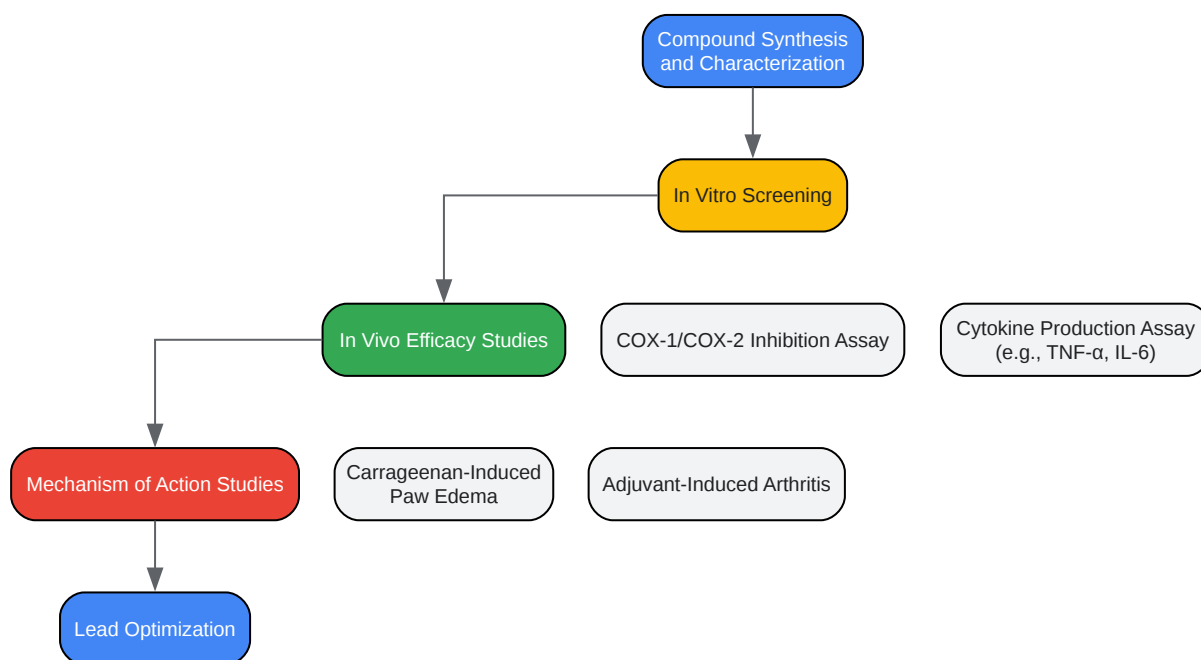 Compound Synthesis
and Characterization
In Vitro Screening
In Vivo Efficacy Studies
COX-1/COX-2 Inhibition Assay
Cytokine Production Assay
(e.g., TNF-α, IL-6)
Mechanism of Action Studies
Carrageenan-Induced
Paw Edema
Adjuvant-Induced Arthritis
Lead Optimization